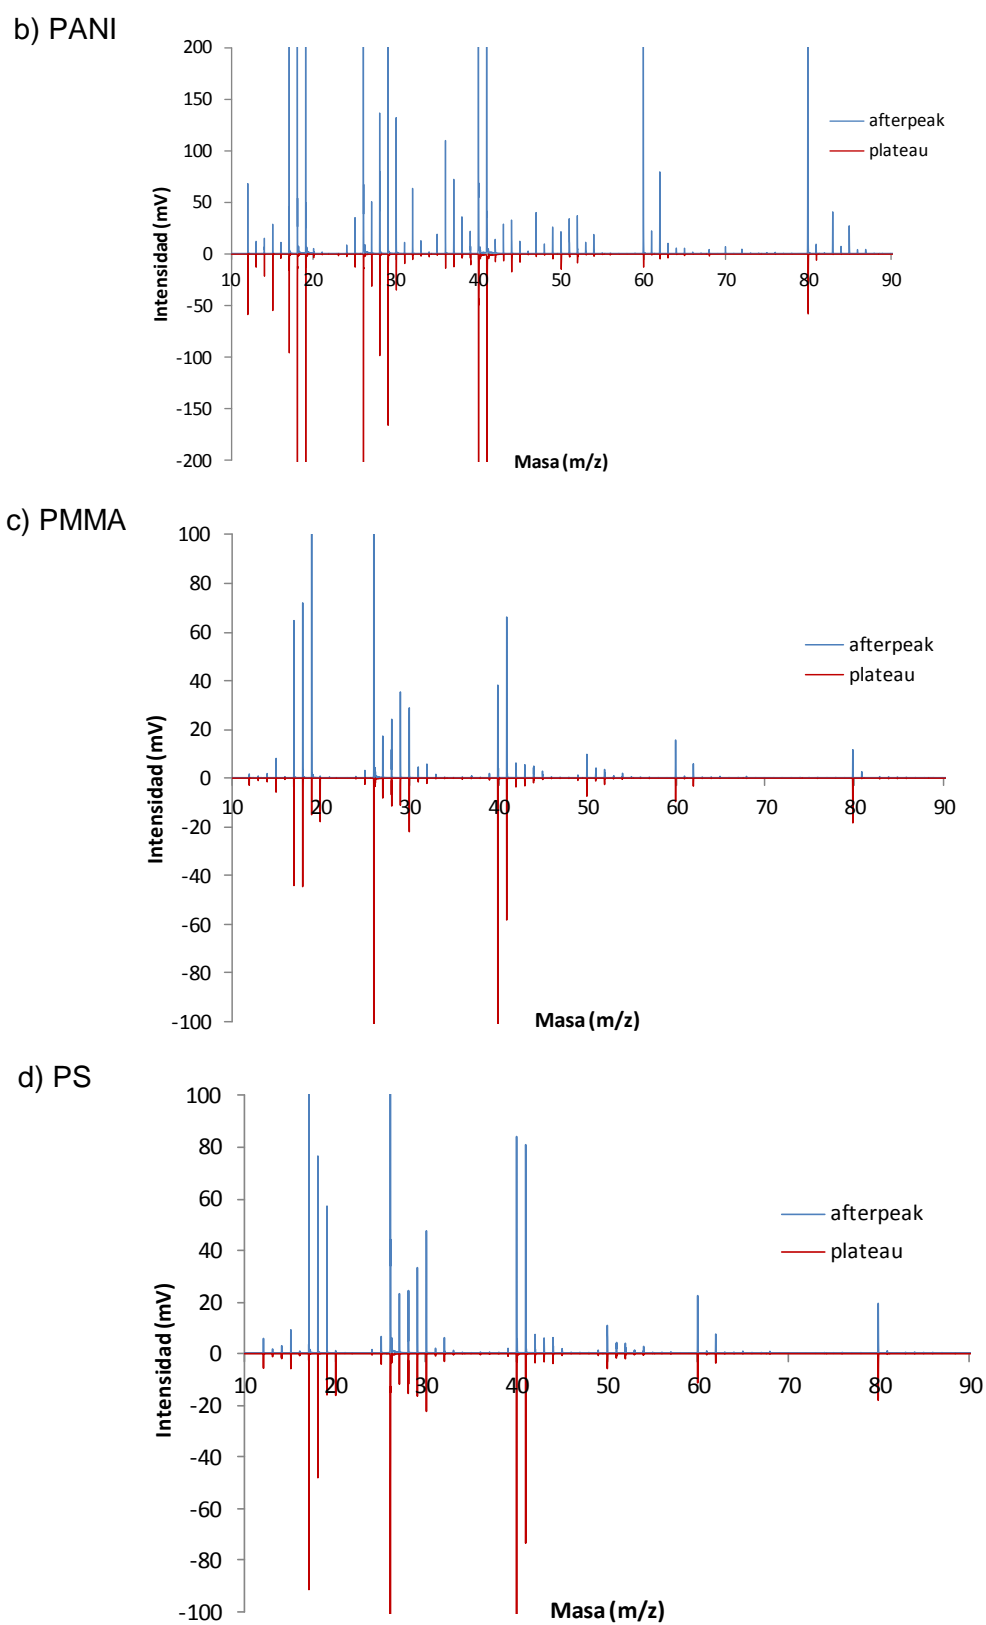 b) PANI
200
150
100
50
0
-50
-100
-150
-200
10 20 30 40 50 60 70 80 90
Intensidad (mV)
Masa (m/z)
afterpeak
plateau
c) PMMA
100
80
60
40
20
0
-20
-40
-60
-80
-100
10 20 30 40 50 60 70 80 90
Intensidad (mV)
Masa (m/z)
afterpeak
plateau
d) PS
100
80
60
40
20
0
-20
-40
-60
-80
-100
10 20 30 40 50 60 70 80 90
Intensidad (mV)
Masa (m/z)
afterpeak
plateau